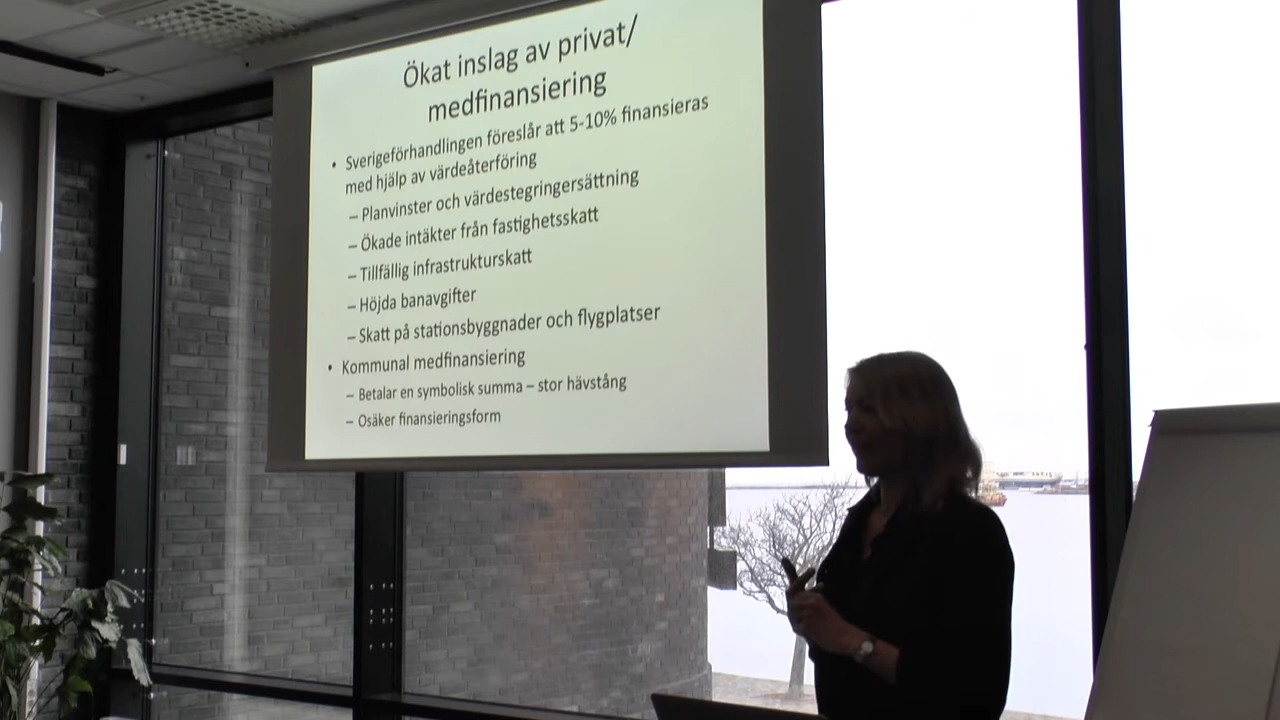 Ökat inslag av privat/
medfinansiering
• Sverigeförhandlingen föreslår att 5-10% finansieras
med hjälp av värdeåterföring
– Planvinster och värdestegringersättning
– Ökade intäkter från fastighetsskatt
– Tillfällig infrastrukturskatt
– Höjda banavgifter
– Skatt på stationsbyggnader och flygplatser
• Kommunal medfinansiering
– Betalar en symbolisk summa – stor hävstång
– Osäker finansieringsform